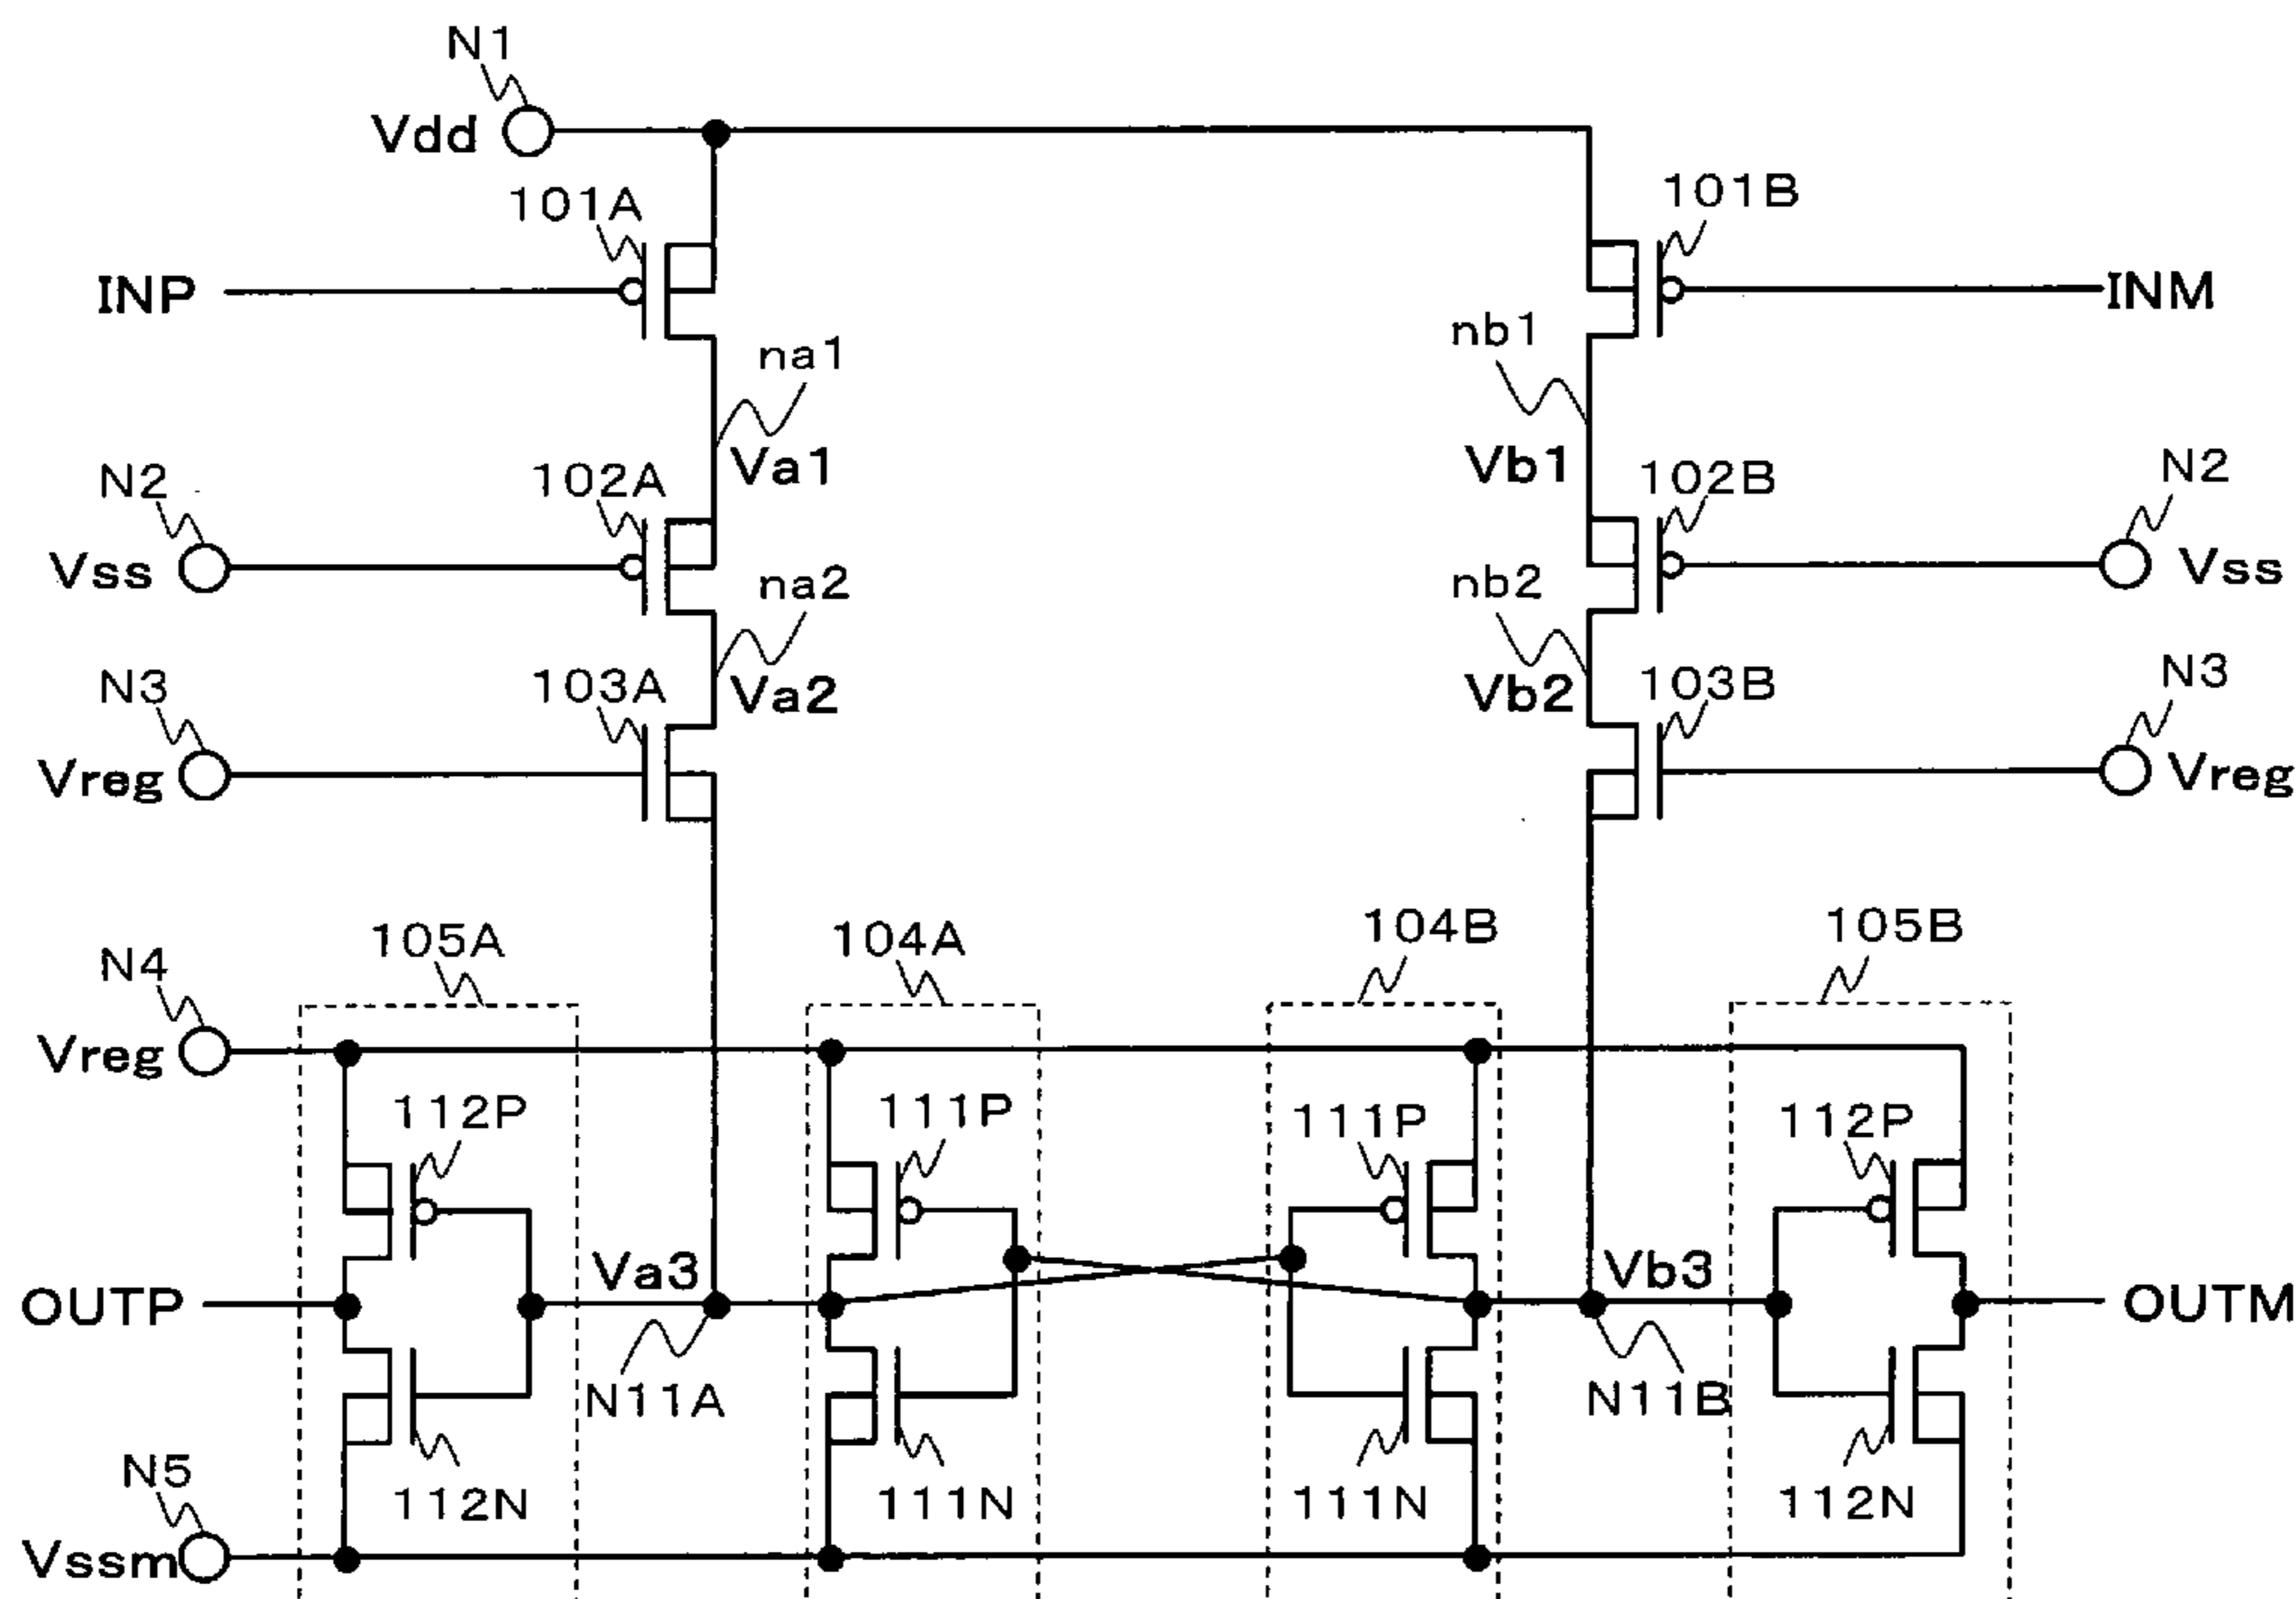 N1
Vdd
101A
101B
INP
INM
na1
nb1
Va1
Vb1
N2
102A
102B
N2
Vss
Vss
na2
nb2
N3
103A
Va2
Vb2
103B
N3
Vreg
Vreg
105A
104A
104B
105B
N4
Vreg
112P
111P
111P
112P
Va3
Vb3
OUTP
OUTM
N11A
N11B
N5
112N
111N
111N
112N
Vssm